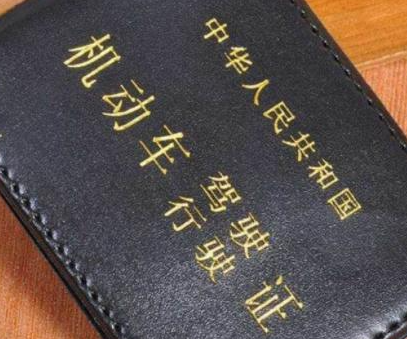 中华人民共和国
机动车驾驶证
行驶